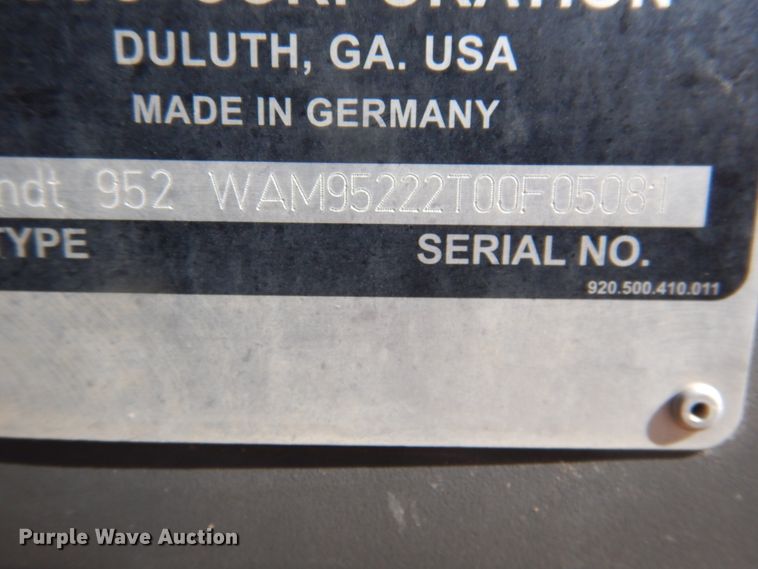 CORPORATION
DULUTH, GA. USA
MADE IN GERMANY
ndt 952 WAM95222T00F05081
TYPE SERIAL NO.
920.500.410.011
Purple Wave Auction